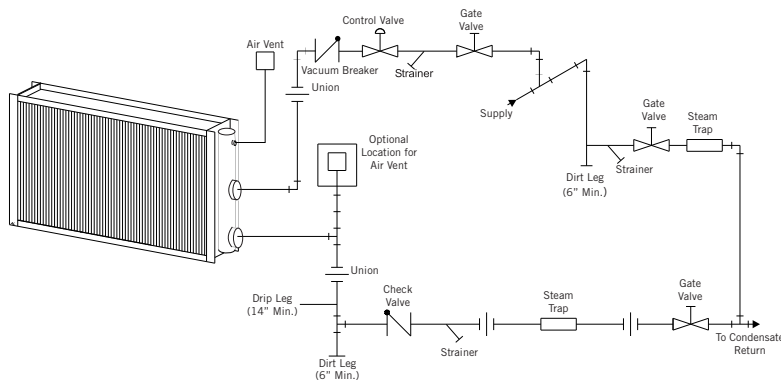 Control Valve
Gate
Valve
Air Vent
Vacuum Breaker
Strainer
Union
Supply
Gate
Valve
Steam
Trap
Optional
Location for
Air Vent
Strainer
Dirt Leg
(6" Min.)
Union
Drip Leg
(14" Min.)
Check
Valve
Steam
Trap
Gate
Valve
To Condensate
Return
Strainer
Dirt Leg
(6" Min.)